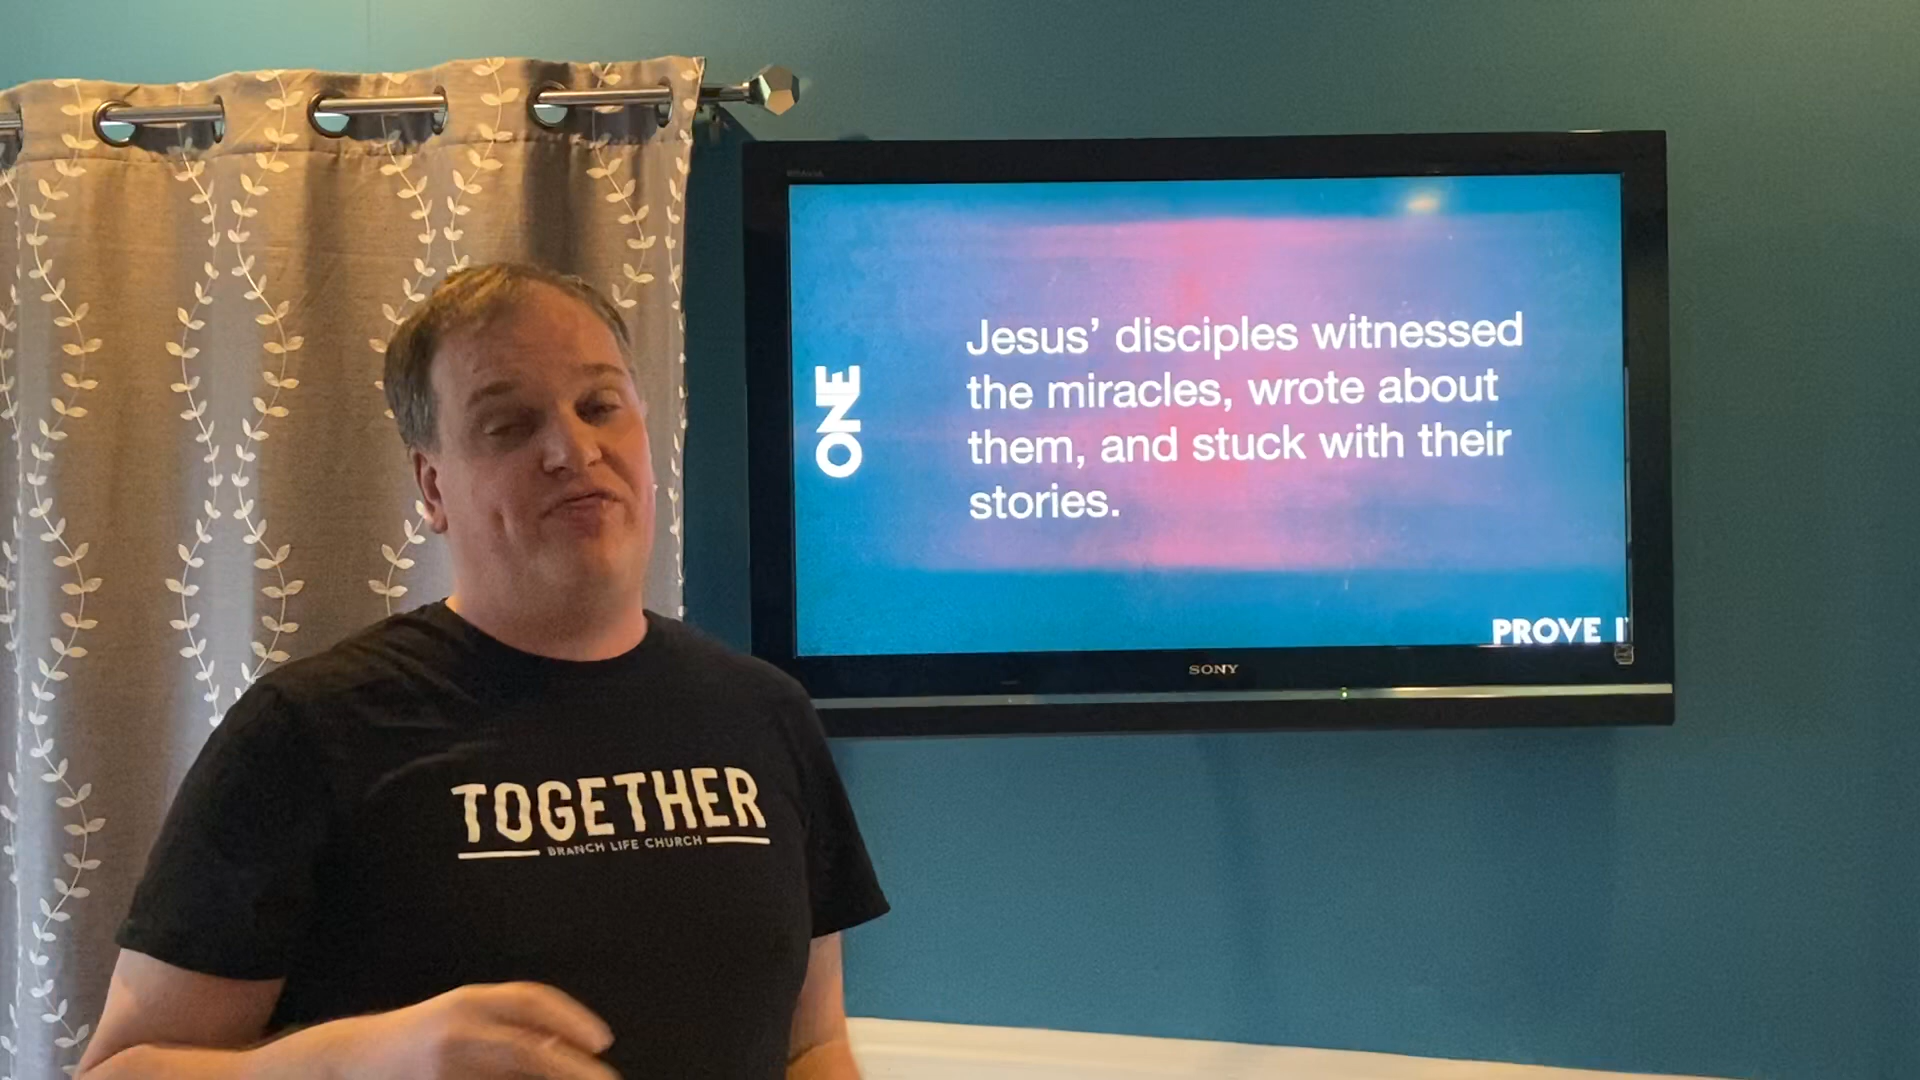 ONE
Jesus’ disciples witnessed
the miracles, wrote about
them, and stuck with their
stories.
PROVE I
SONY
TOGETHER
BRANCH LIFE CHURCH